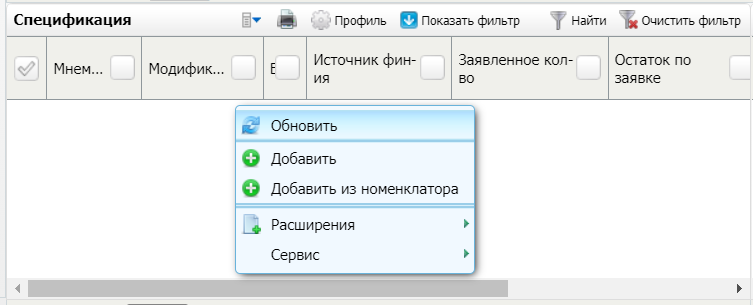 Спецификация Профиль Показать фильтр Найти Очистить фильтр
Мнем... Модифик... Источник фин-ия Заявленное кол-во Остаток по заявке
Обновить
Добавить
Добавить из номенклатора
Расширения
Сервис